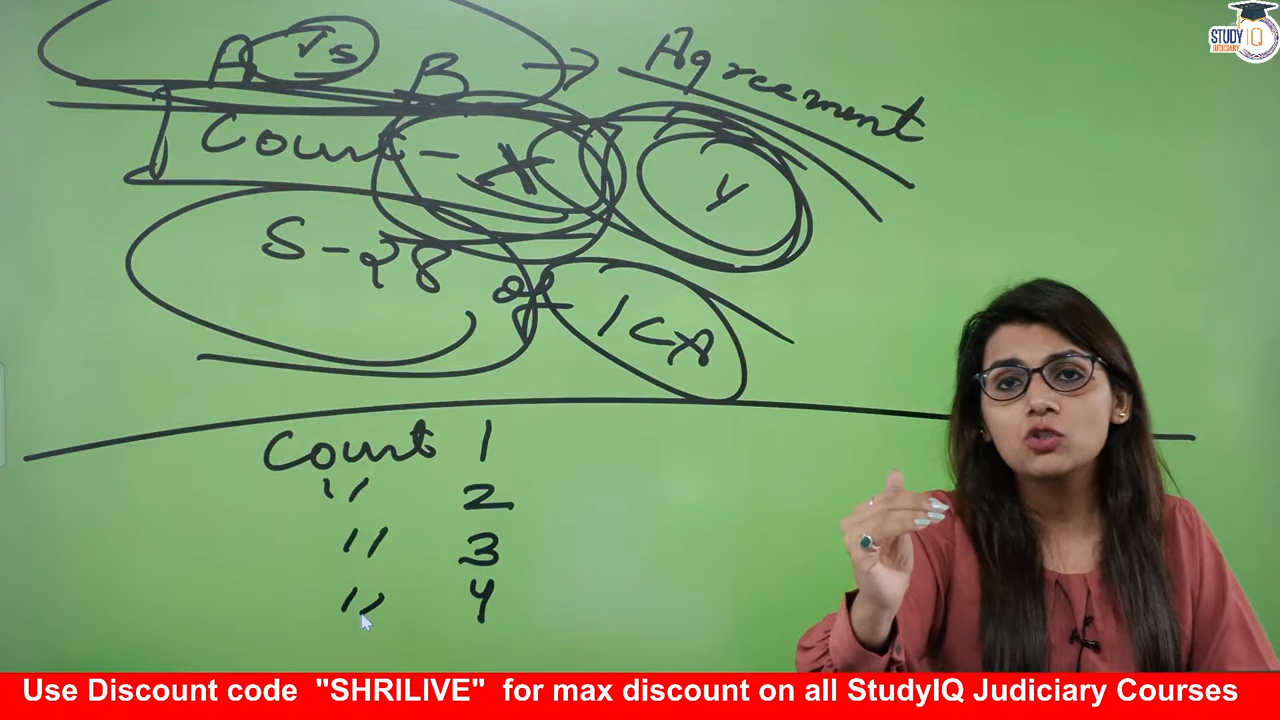 A Vs B → Agreement
Court - X Y
S-28 of ICA
Court 1
" 2
" 3
" 4
STUDY IQ
JUDICIARY
Use Discount code "SHRILIVE" for max discount on all StudyIQ Judiciary Courses